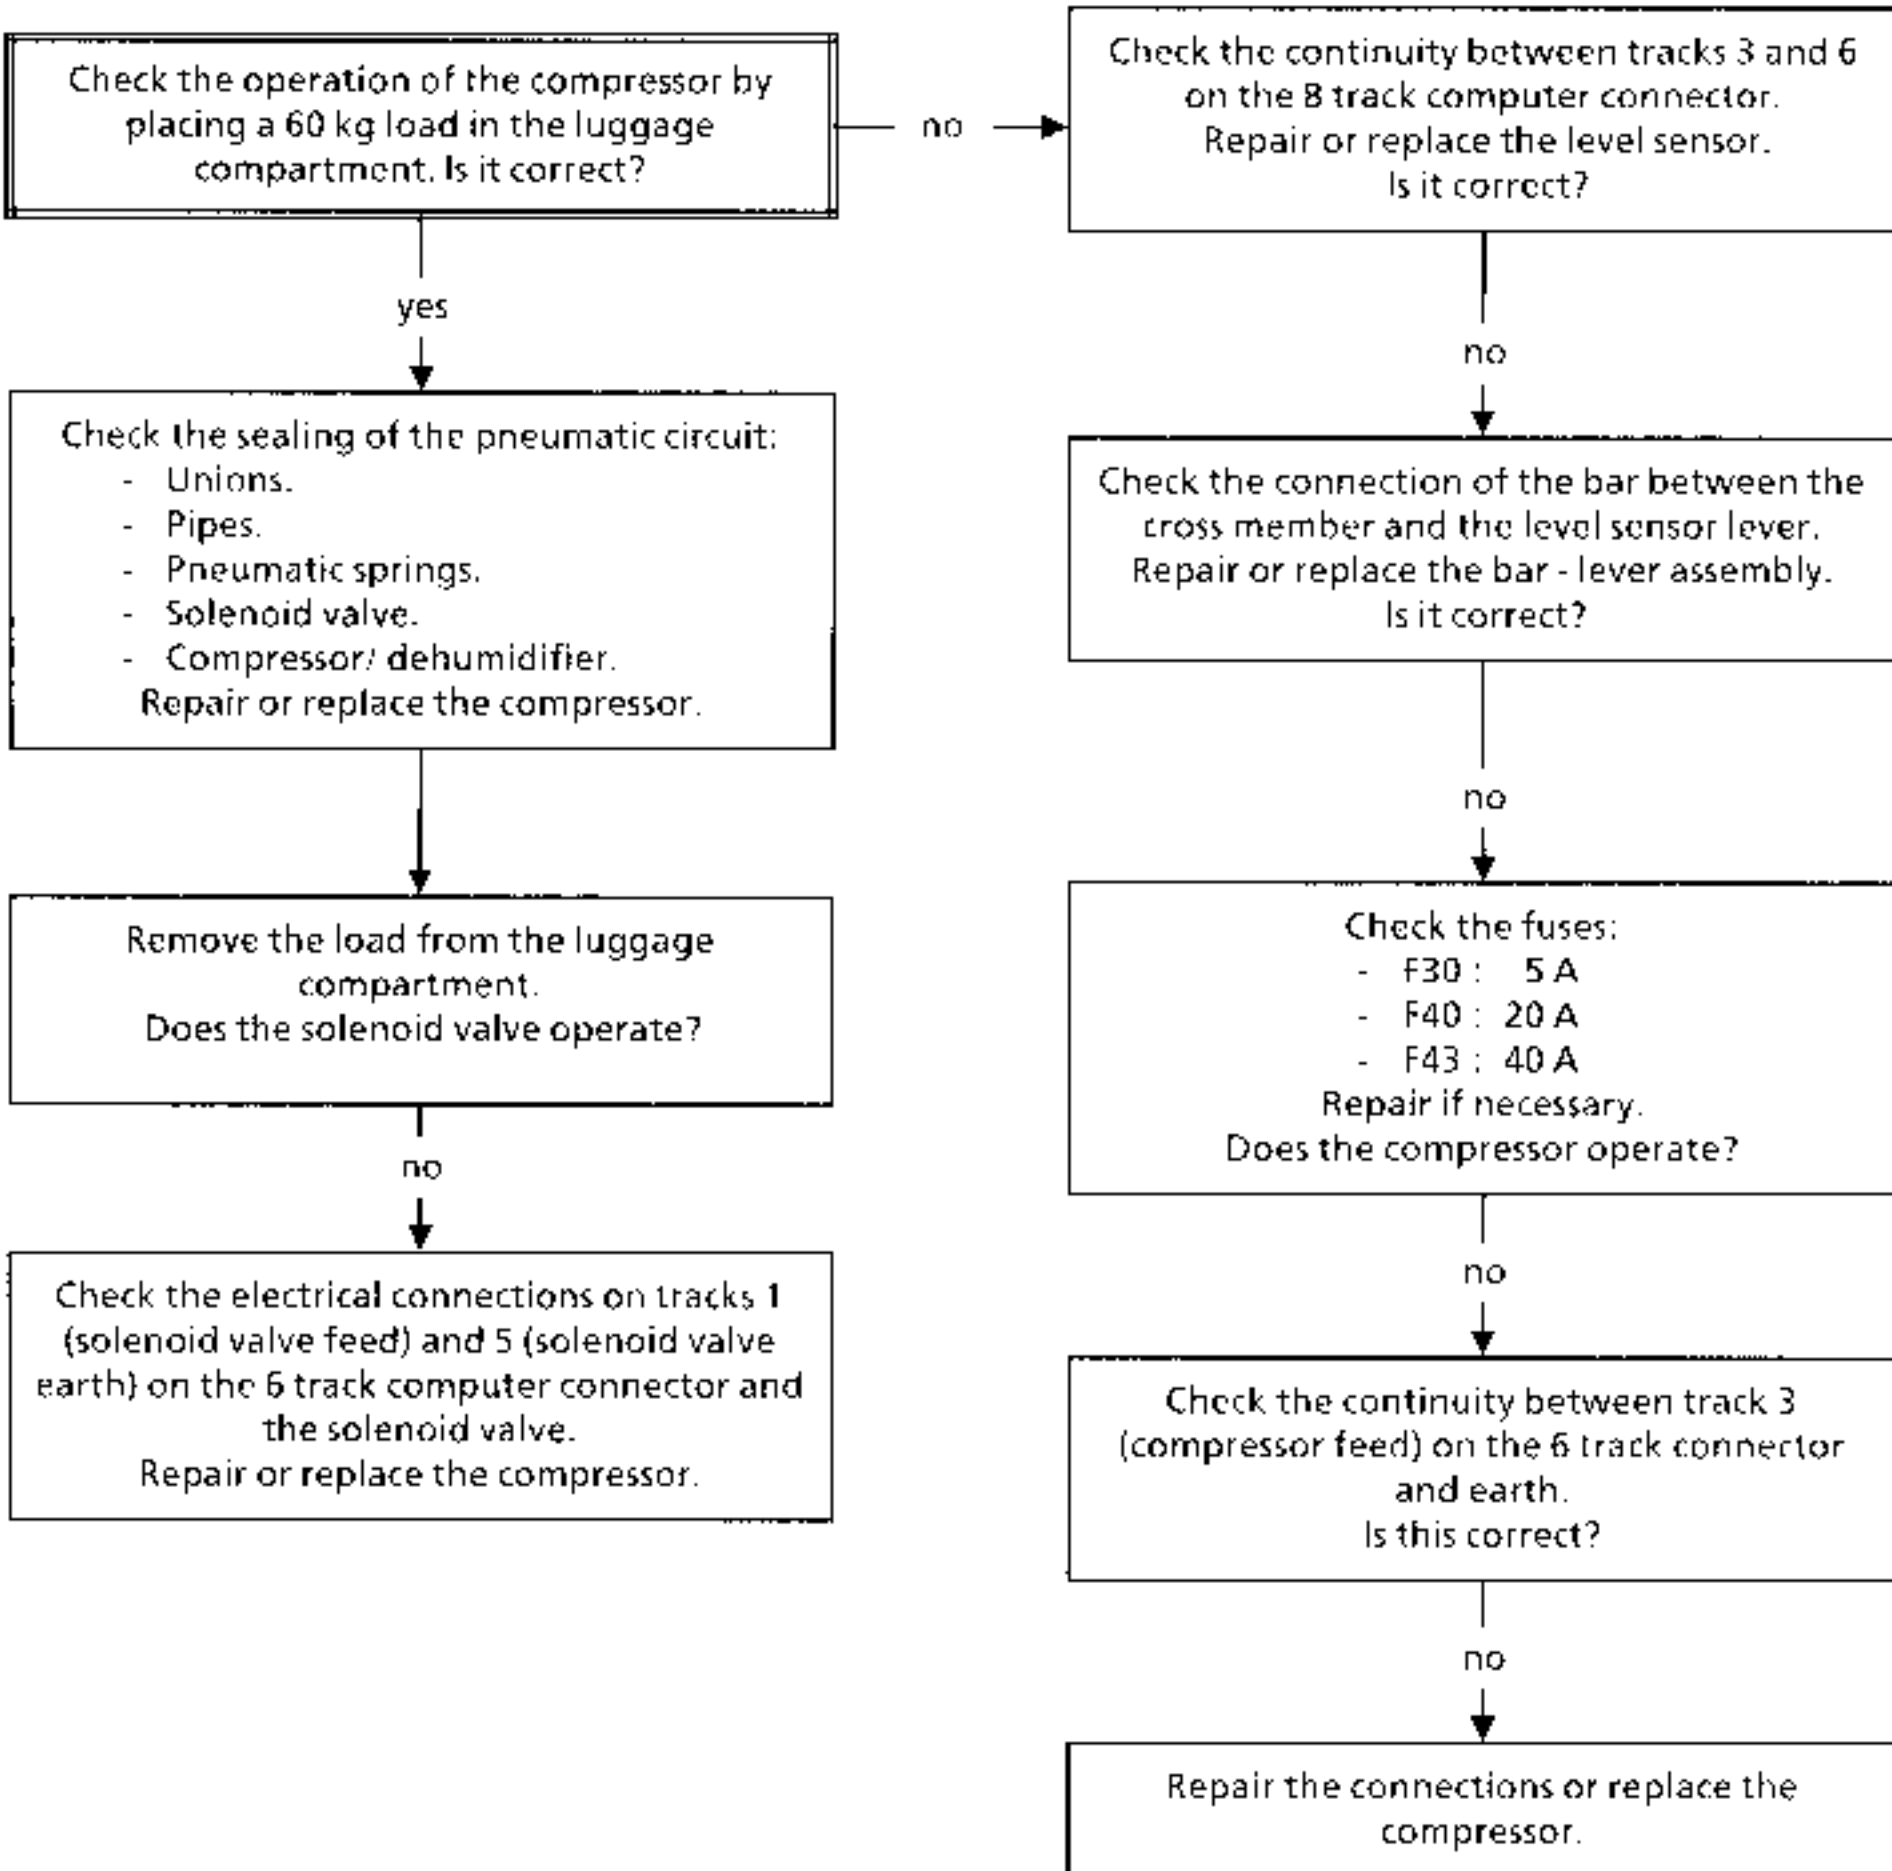 Check the operation of the compressor by
placing a 60 kg load in the luggage
compartment. Is it correct?
no
Check the continuity between tracks 3 and 6
on the 8 track computer connector.
Repair or replace the level sensor.
Is it correct?
yes
no
Check the sealing of the pneumatic circuit:
- Unions.
- Pipes.
- Pneumatic springs.
- Solenoid valve.
- Compressor/ dehumidifier.
Repair or replace the compressor.
Check the connection of the bar between the
cross member and the level sensor lever.
Repair or replace the bar - lever assembly.
Is it correct?
no
Remove the load from the luggage
compartment.
Does the solenoid valve operate?
no
Check the fuses:
- F30 : 5 A
- F40 : 20 A
- F43 : 40 A
Repair if necessary.
Does the compressor operate?
no
Check the electrical connections on tracks 1
(solenoid valve feed) and 5 (solenoid valve
earth) on the 6 track computer connector and
the solenoid valve.
Repair or replace the compressor.
Check the continuity between track 3
(compressor feed) on the 6 track connector
and earth.
Is this correct?
no
Repair the connections or replace the
compressor.